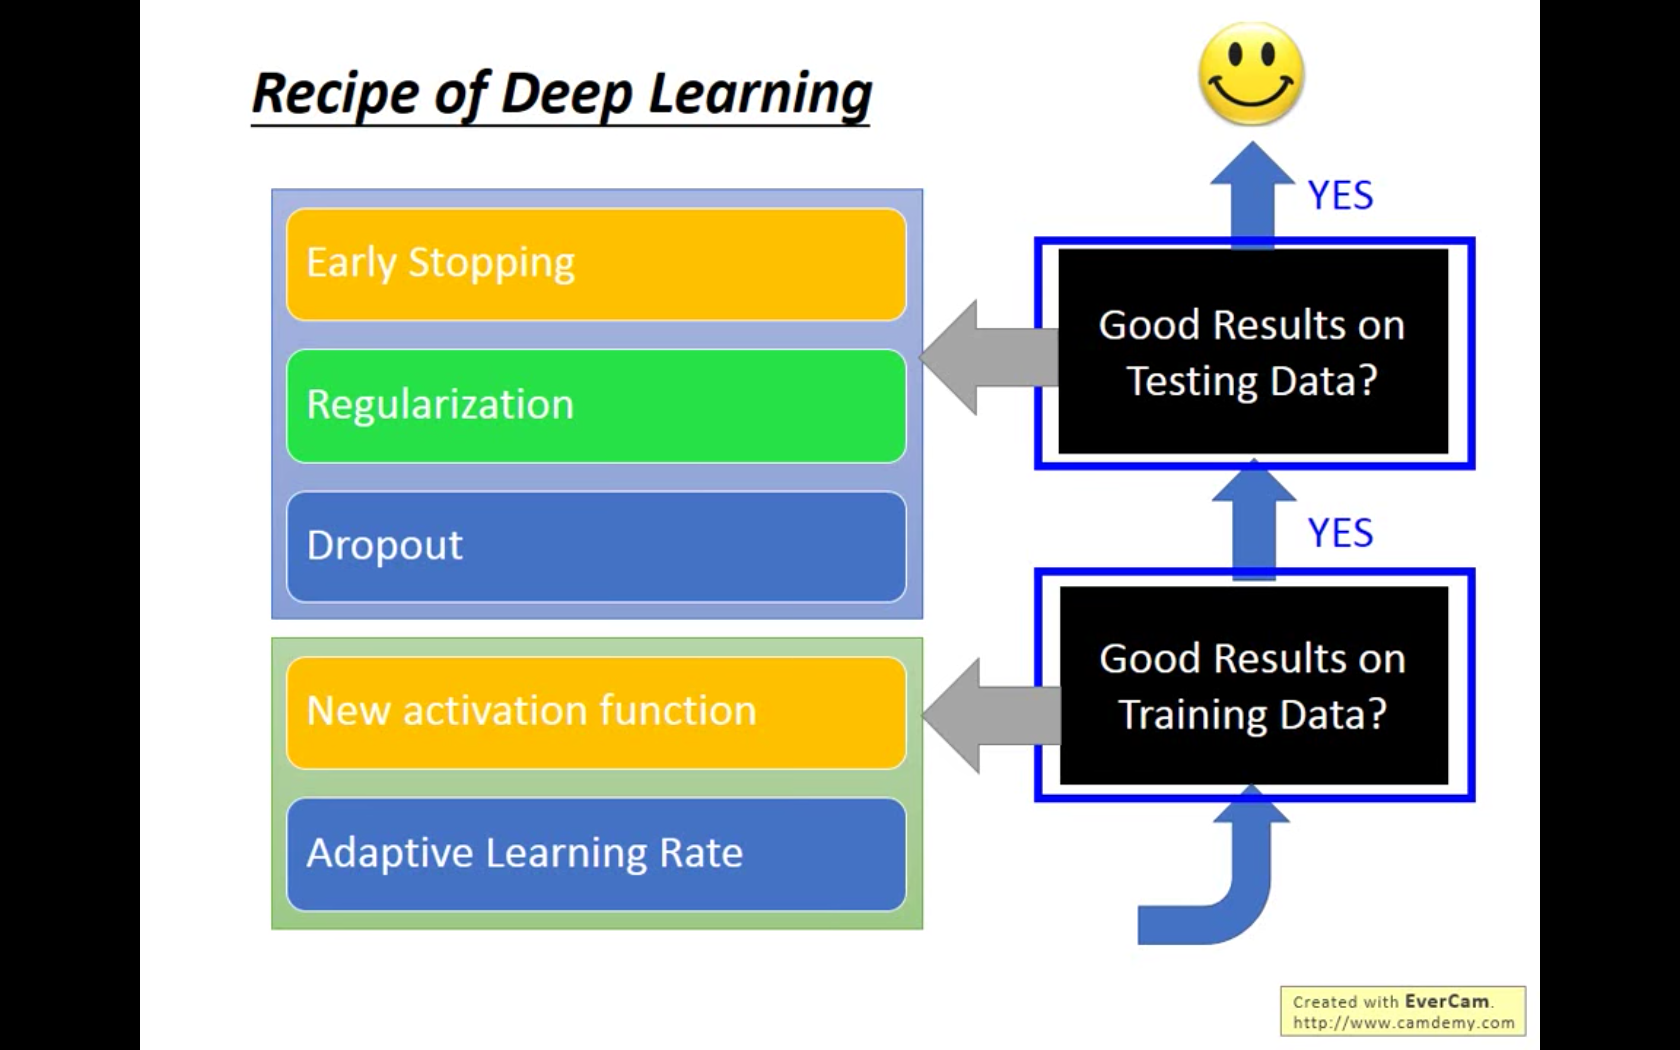 Recipe of Deep Learning
YES
Early Stopping
Regularization
Dropout
Good Results on
Testing Data?
YES
New activation function
Adaptive Learning Rate
Good Results on
Training Data?
Created with EverCam.
http://www.camdemy.com